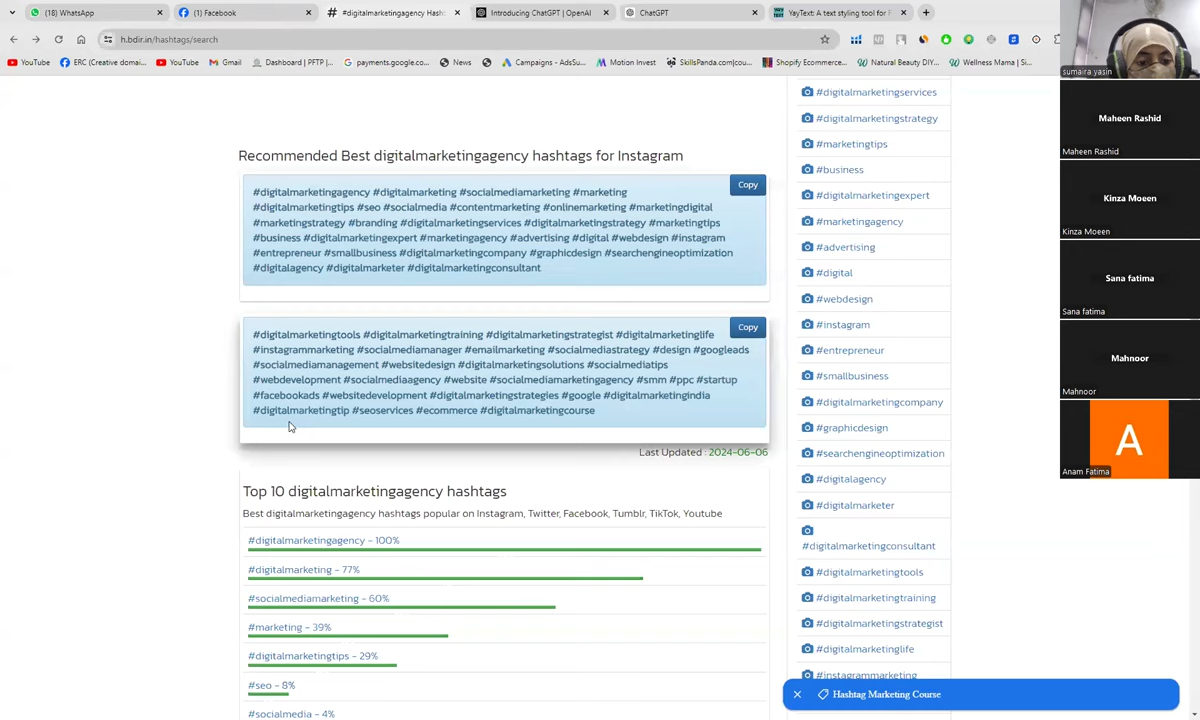 (18) WhatsApp
(1) Facebook
#digitalmarketingagency Hasht
Introducing ChatGPT | OpenAI
ChatGPT
YayText: A text styling tool for F
h.bdir.in/hashtags/search
YouTube
ERC (Creative domai...
YouTube
Gmail
Dashboard | PFTP |...
payments.google.co...
News
Campaigns - AdsSu...
Motion Invest
SkillsPanda.com|cou...
Shopify Ecommerce...
Natural Beauty DIY...
Wellness Mama | Si...
Recommended Best digitalmarketingagency hashtags for Instagram
Copy
#digitalmarketingagency #digitalmarketing #socialmediamarketing #marketing
#digitalmarketingtips #seo #socialmedia #contentmarketing #onlinemarketing #marketingdigital
#marketingstrategy #branding #digitalmarketingservices #digitalmarketingstrategy #marketingtips
#business #digitalmarketingexpert #marketingagency #advertising #digital #webdesign #instagram
#entrepreneur #smallbusiness #digitalmarketingcompany #graphicdesign #searchengineoptimization
#digitalagency #digitalmarketer #digitalmarketingconsultant
Copy
#digitalmarketingtools #digitalmarketingtraining #digitalmarketingstrategist #digitalmarketinglife
#instagrammarketing #socialmediamanager #emailmarketing #socialmediastrategy #design #googleads
#socialmediamanagement #websitedesign #digitalmarketingsolutions #socialmediatips
#webdevelopment #socialmediaagency #website #socialmediamarketingagency #smm #ppc #startup
#facebookads #websitedevelopment #digitalmarketingstrategies #google #digitalmarketingindia
#digitalmarketingtip #seoservices #ecommerce #digitalmarketingcourse
Last Updated : 2024-06-06
Top 10 digitalmarketingagency hashtags
Best digitalmarketingagency hashtags popular on Instagram, Twitter, Facebook, Tumblr, TikTok, Youtube
#digitalmarketingagency - 100%
#digitalmarketing - 77%
#socialmediamarketing - 60%
#marketing - 39%
#digitalmarketingtips - 29%
#seo - 8%
#socialmedia - 4%
#digitalmarketingservices
#digitalmarketingstrategy
#marketingtips
#business
#digitalmarketingexpert
#marketingagency
#advertising
#digital
#webdesign
#instagram
#entrepreneur
#smallbusiness
#digitalmarketingcompany
#graphicdesign
#searchengineoptimization
#digitalagency
#digitalmarketer
#digitalmarketingconsultant
#digitalmarketingtools
#digitalmarketingtraining
#digitalmarketingstrategist
#digitalmarketinglife
#instagrammarketing
Hashtag Marketing Course
sumaira yasin
Maheen Rashid
Maheen Rashid
Kinza Moeen
Kinza Moeen
Sana fatima
Sana fatima
Mahnoor
Mahnoor
A
Anam Fatima